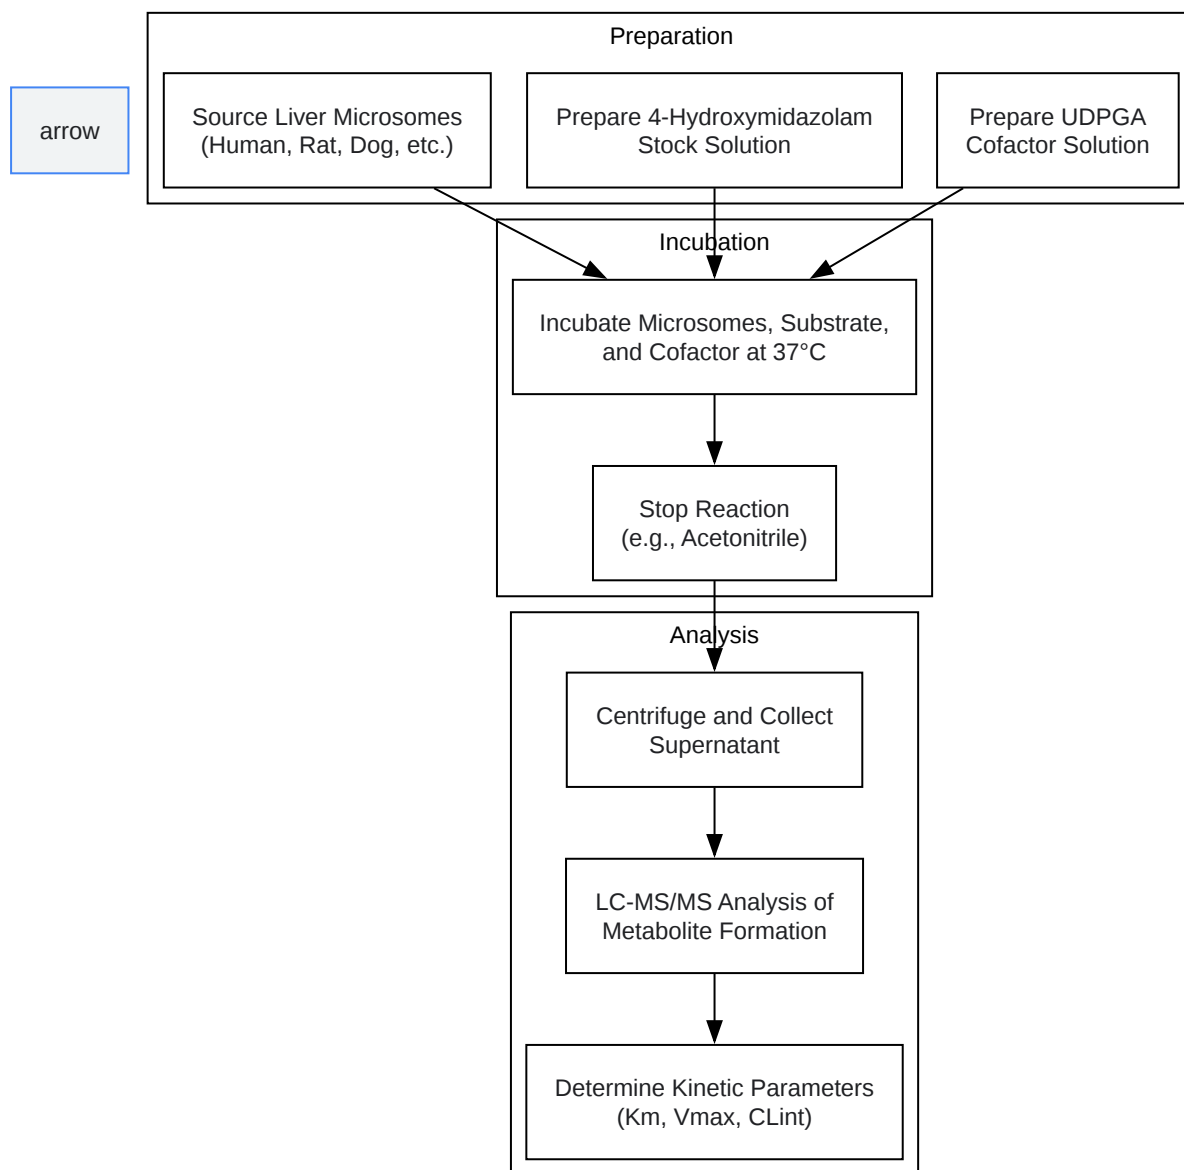 Preparation
arrow
Source Liver Microsomes
(Human, Rat, Dog, etc.)
Prepare 4-Hydroxymidazolam
Stock Solution
Prepare UDPGA
Cofactor Solution
Incubation
Incubate Microsomes, Substrate,
and Cofactor at 37°C
Stop Reaction
(e.g., Acetonitrile)
Analysis
Centrifuge and Collect
Supernatant
LC-MS/MS Analysis of
Metabolite Formation
Determine Kinetic Parameters
(Km, Vmax, CLint)